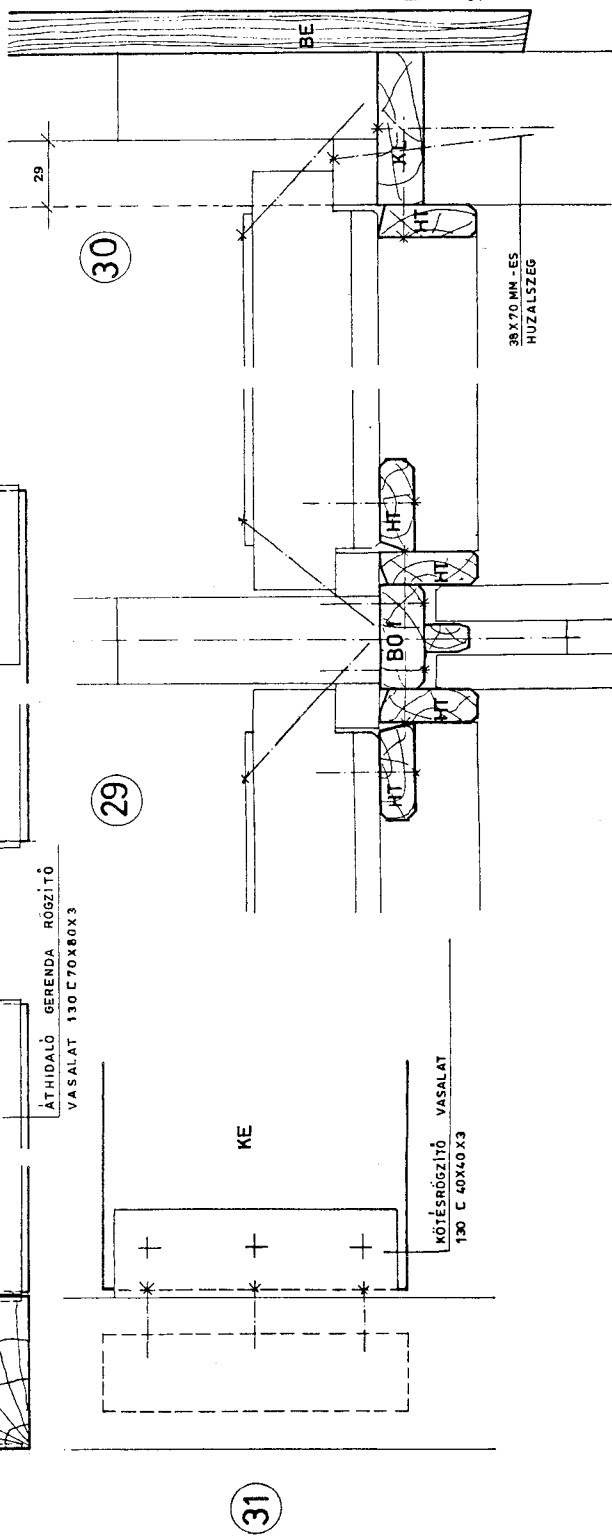 BE
29
30
KL
HT
38X70 MM-ES
HUZALSZEG
HT
HT
BO 1
HT
HT
29
ÁTHIDALÓ GERENDA RÖGZÍTŐ
VASALAT 130 C 70X80X3
KE
KÖTÉSRÖGZÍTŐ VASALAT
130 C 40X40X3
31